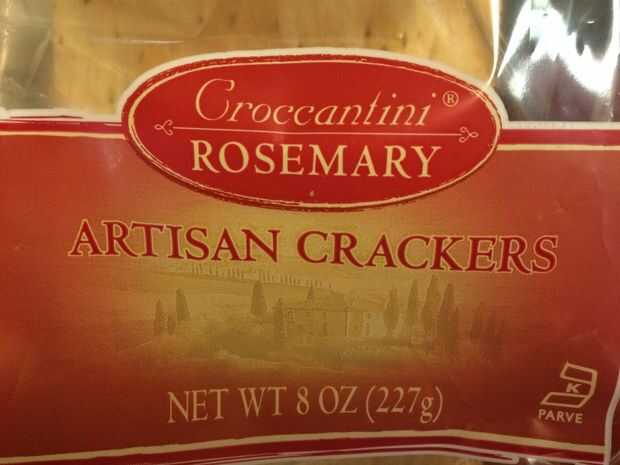 Croccantini®
ROSEMARY
ARTISAN CRACKERS
NET WT 8 OZ (227g)
K
PARVE